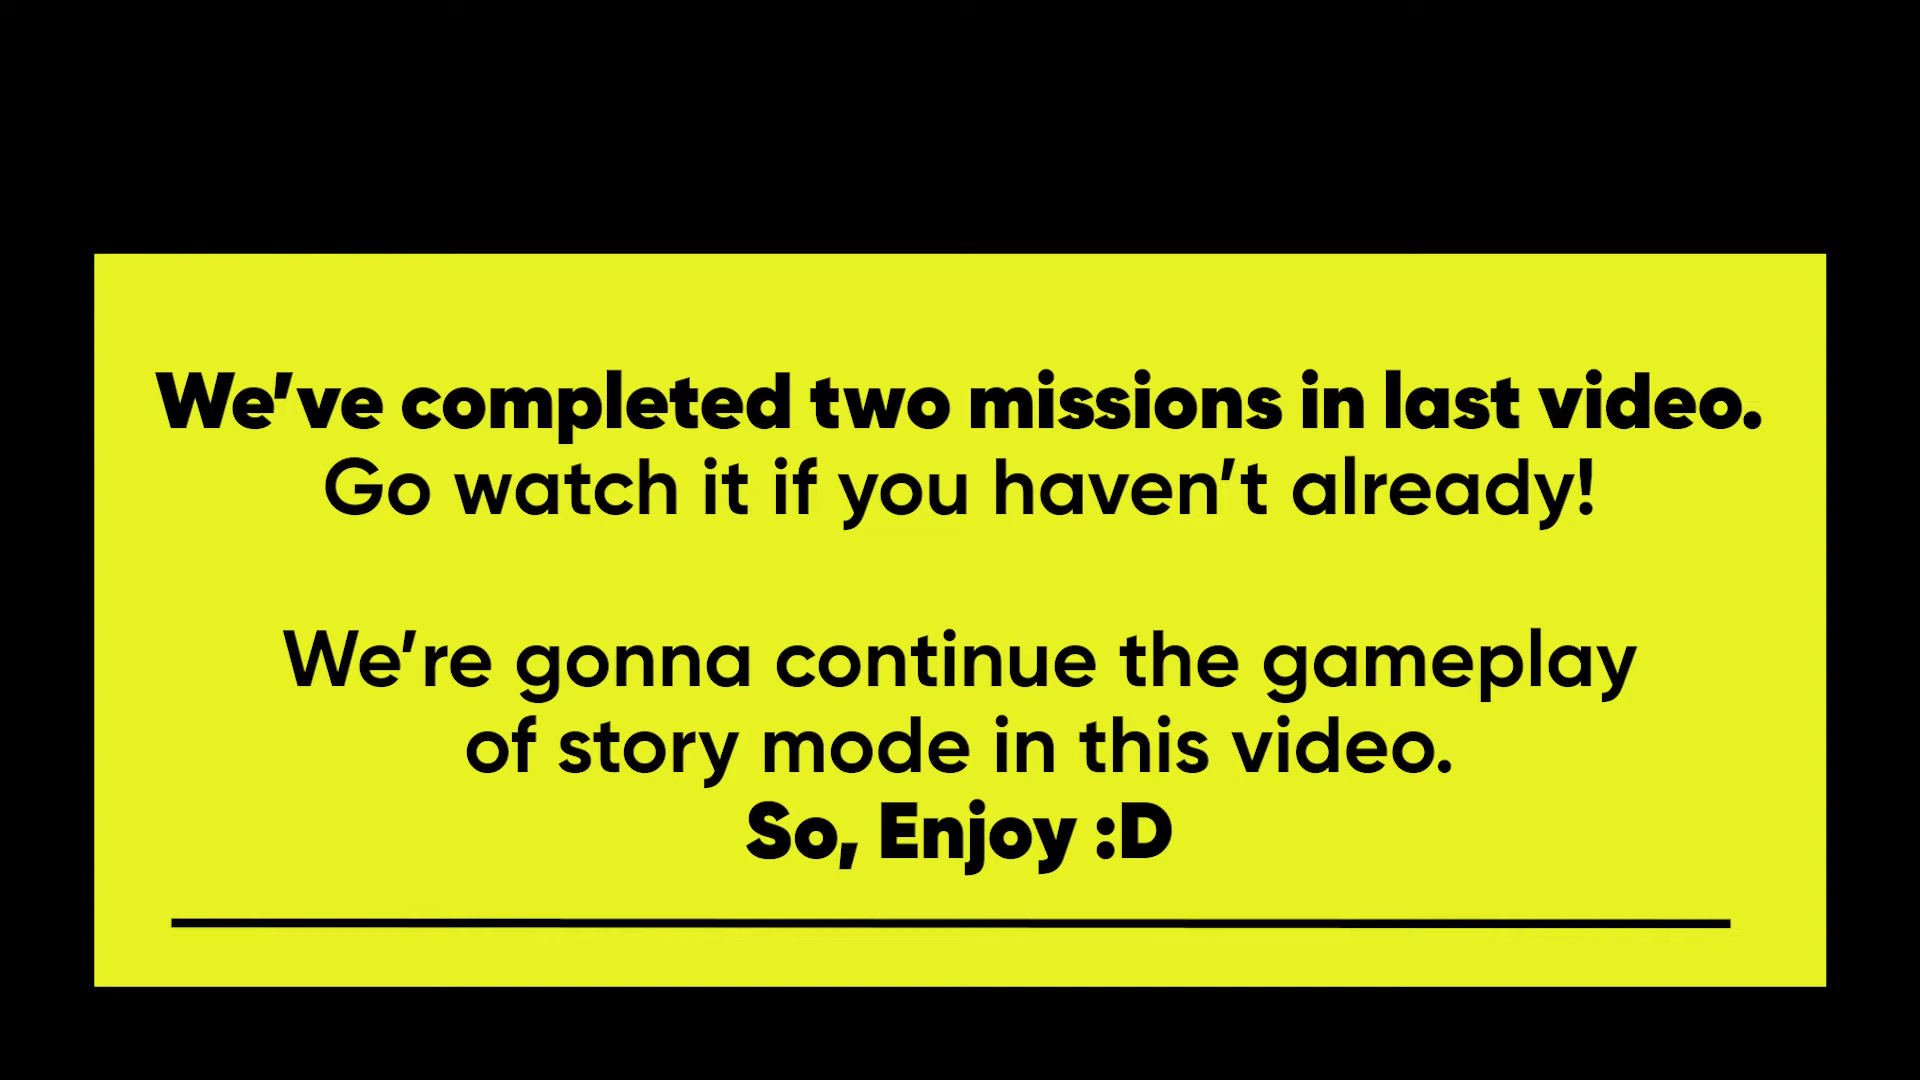 We’ve completed two missions in last video.
Go watch it if you haven’t already!
We’re gonna continue the gameplay
of story mode in this video.
So, Enjoy :D